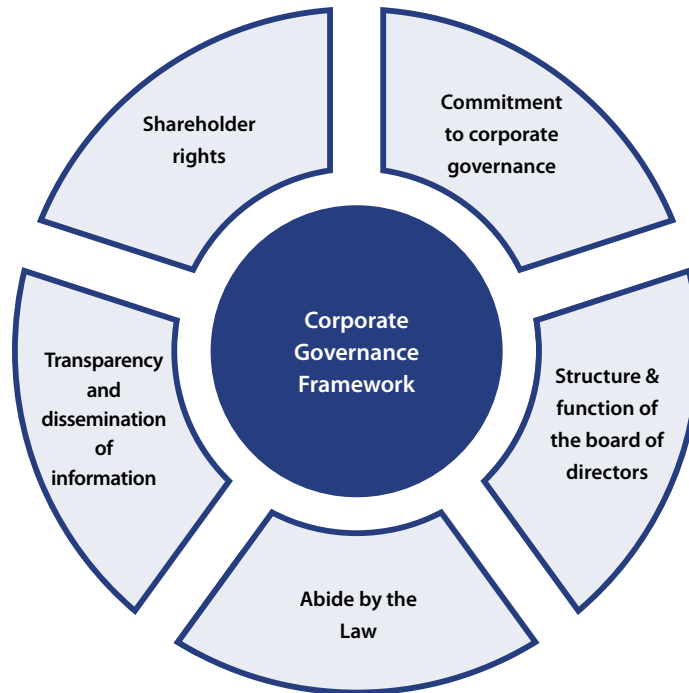 Shareholder
rights
Commitment
to corporate
governance
Corporate
Governance
Framework
Transparency
and
dissemination
of
information
Structure &
function of
the board of
directors
Abide by the
Law